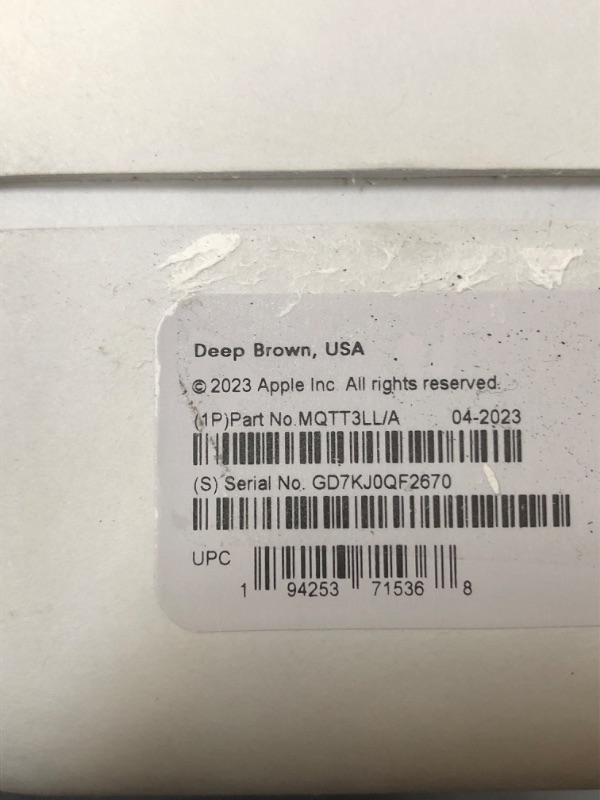 Deep Brown, USA
© 2023 Apple Inc All rights reserved.
(1P)Part No.MQTT3LL/A 04-2023
(S) Serial No. GD7KJ0QF2670
UPC
1 94253 71536 8